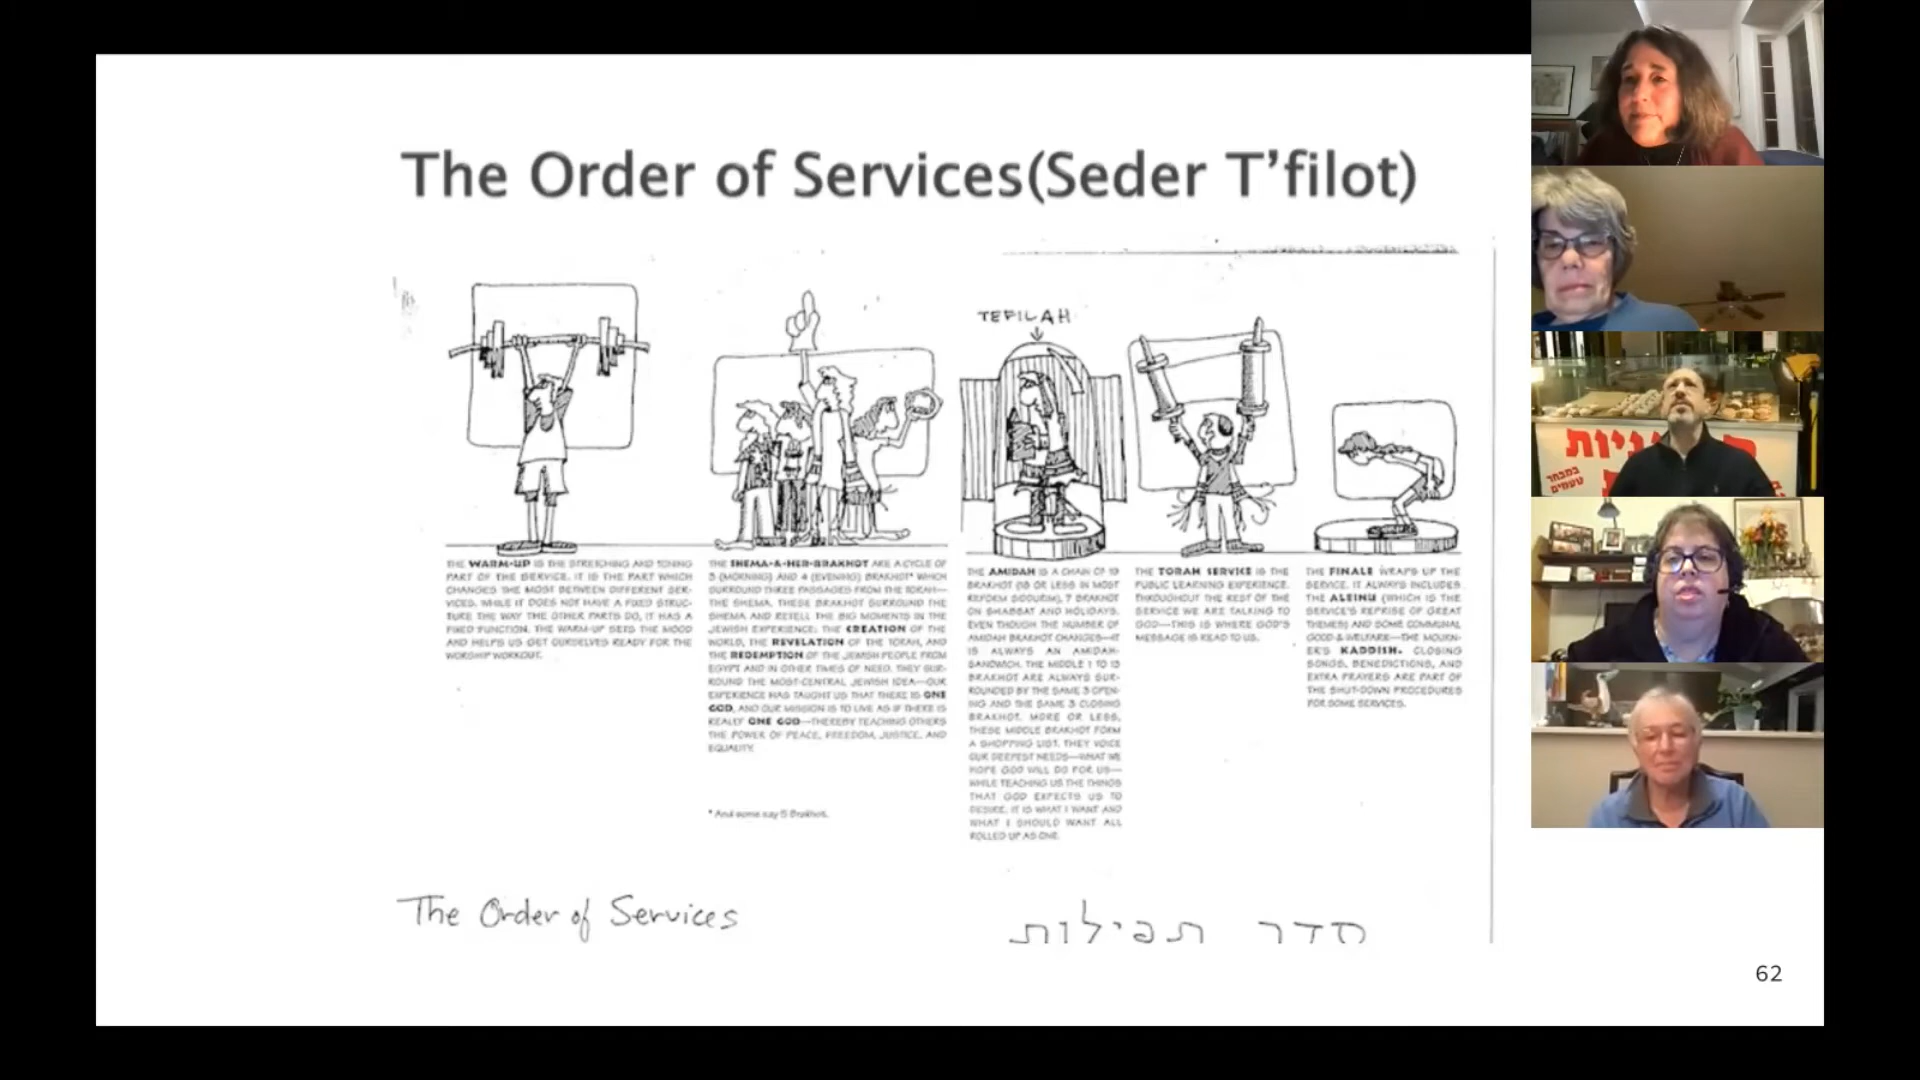 The Order of Services(Seder T'filot)
TEFILAH
THE WARM-UP IS THE STRETCHING AND TONING
PART OF THE SERVICE. IT IS THE PART WHICH
CHANGES THE MOST BETWEEN DIFFERENT SER-
VICES. WHILE IT DOES NOT HAVE A FIXED STRUC-
TURE THE WAY THE OTHER PARTS DO, IT HAS A
FIXED FUNCTION. THE WARM-UP SETS THE MOOD
AND HELPS US GET OURSELVES READY FOR THE
WORSHIP WORKOUT.
THE SHEMA-&-HER-BRAKHOT ARE A CYCLE OF
3 (MORNING) AND 4 (EVENING) BRAKHOT* WHICH
SURROUND THREE PASSAGES FROM THE TORAH—
THE SHEMA. THESE BRAKHOT SURROUND THE
SHEMA AND RETELL THE BIG MOMENTS IN THE
JEWISH EXPERIENCE: THE CREATION OF THE
WORLD, THE REVELATION OF THE TORAH, AND
THE REDEMPTION OF THE JEWISH PEOPLE FROM
EGYPT AND IN OTHER TIMES OF NEED. THEY SUR-
ROUND THE MOST-CENTRAL JEWISH IDEA—OUR
EXPERIENCE HAS TAUGHT US THAT THERE IS ONE
GOD, AND OUR MISSION IS TO LIVE AS IF THERE IS
REALLY ONE GOD—THEREBY TEACHING OTHERS
THE POWER OF PEACE, FREEDOM, JUSTICE, AND
EQUALITY.
* And some say 5 Brakhot.
THE AMIDAH IS A CHAIN OF 19
BRAKHOT (18 OR LESS IN MOST
REFORM SIDDURIM), 7 BRAKHOT
ON SHABBAT AND HOLIDAYS.
EVEN THOUGH THE NUMBER OF
AMIDAH BRAKHOT CHANGES—IT
IS ALWAYS AN AMIDAH-
SANDWICH. THE MIDDLE 1 TO 13
BRAKHOT ARE ALWAYS SUR-
ROUNDED BY THE SAME 3 OPEN-
ING AND THE SAME 3 CLOSING
BRAKHOT. MORE OR LESS,
THESE MIDDLE BRAKHOT FORM
A SHOPPING LIST. THEY VOICE
OUR DEEPEST NEEDS—WHAT WE
HOPE GOD WILL DO FOR US—
WHILE TEACHING US THE THINGS
THAT GOD EXPECTS US TO
DESIRE. IT IS WHAT I WANT AND
WHAT I SHOULD WANT ALL
ROLLED UP AS ONE.
THE TORAH SERVICE IS THE
PUBLIC LEARNING EXPERIENCE.
THROUGHOUT THE REST OF THE
SERVICE WE ARE TALKING TO
GOD—THIS IS WHERE GOD'S
MESSAGE IS READ TO US.
THE FINALE WRAPS UP THE
SERVICE. IT ALWAYS INCLUDES
THE ALEINU (WHICH IS THE
SERVICE'S REPRISE OF GREAT
THEMES) AND SOME COMMUNAL
GOOD & WELFARE—THE MOURN-
ER'S KADDISH. CLOSING
SONGS, BENEDICTIONS, AND
EXTRA PRAYERS ARE PART OF
THE SHUT-DOWN PROCEDURES
FOR SOME SERVICES.
The Order of Services
סדר תפילות
62
במבחר
טעמים